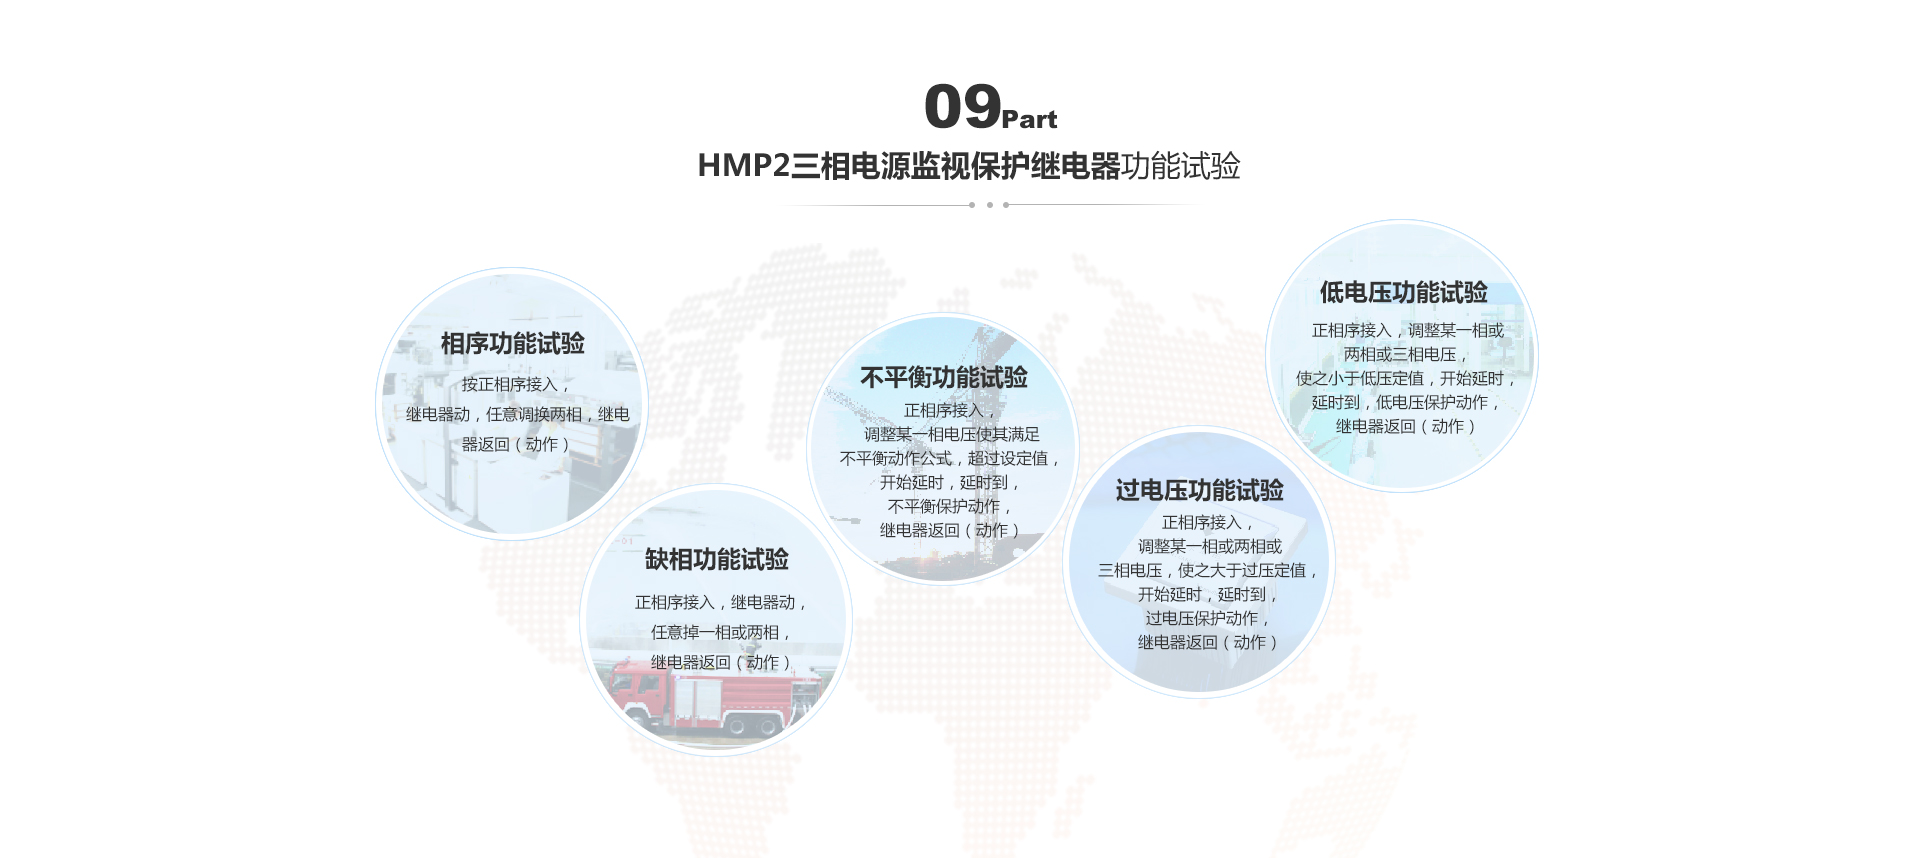 09Part
HMP2三相电源监视保护继电器功能试验
相序功能试验
按正相序接入，
继电器动，任意调换两相，继电
器返回（动作）
缺相功能试验
正相序接入，继电器动，
任意掉一相或两相，
继电器返回（动作）
不平衡功能试验
正相序接入，
调整某一相电压使其满足
不平衡动作公式，超过设定值，
开始延时，延时到，
不平衡保护动作，
继电器返回（动作）
过电压功能试验
正相序接入，
调整某一相或两相或
三相电压，使之大于过压定值，
开始延时，延时到，
过电压保护动作，
继电器返回（动作）
低电压功能试验
正相序接入，调整某一相或
两相或三相电压，
使之小于低压定值，开始延时，
延时到，低电压保护动作，
继电器返回（动作）